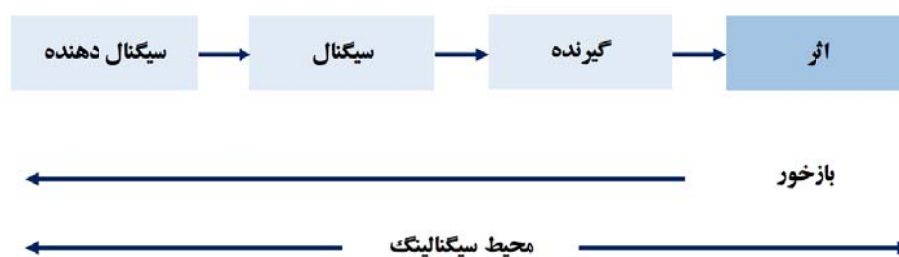 سیگنال دهنده
سیگنال
گیرنده
اثر
بازخور
محیط سیگنالینگ